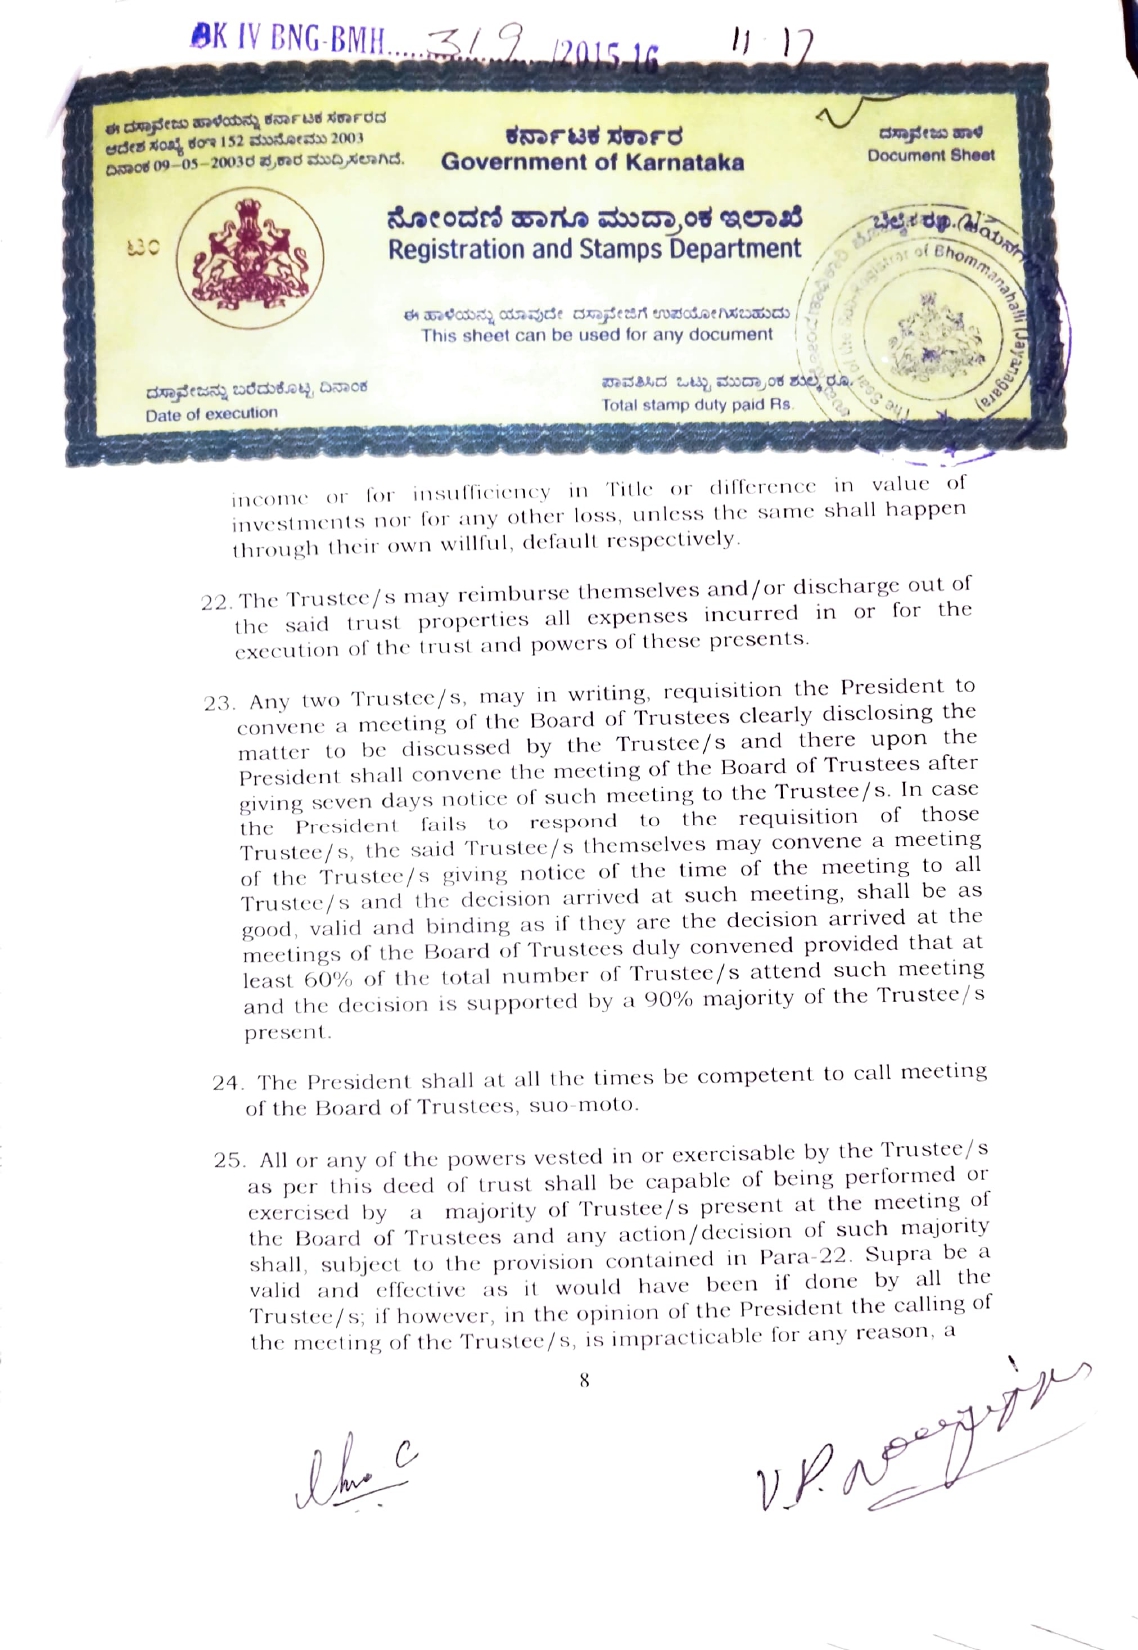 BK IV BNG-BMH......319..../2015-16 11-17
ಈ ದಸ್ತಾವೇಜು ಹಾಳೆಯನ್ನು ಕರ್ನಾಟಕ ಸರ್ಕಾರದ
ಆದೇಶ ಸಂಖ್ಯೆ ಕಂಇ 152 ಮುನೋಮು 2003
ದಿನಾಂಕ 09-05-2003ರ ಪ್ರಕಾರ ಮುದ್ರಿಸಲಾಗಿದೆ.
ಕರ್ನಾಟಕ ಸರ್ಕಾರ
Government of Karnataka
ದಸ್ತಾವೇಜು ಹಾಳೆ
Document Sheet
ನೋಂದಣಿ ಹಾಗೂ ಮುದ್ರಾಂಕ ಇಲಾಖೆ
Registration and Stamps Department
ಈ ಹಾಳೆಯನ್ನು ಯಾವುದೇ ದಸ್ತಾವೇಜಿಗೆ ಉಪಯೋಗಿಸಬಹುದು
This sheet can be used for any document
The Seal of the Sub-Registrar of Bhommanahalli (Jayanagara)
ದಸ್ತಾವೇಜನ್ನು ಬರೆದುಕೊಟ್ಟ ದಿನಾಂಕ
Date of execution
ಪಾವತಿಸಿದ ಒಟ್ಟು ಮುದ್ರಾಂಕ ಶುಲ್ಕ ರೂ.
Total stamp duty paid Rs.
income or for insufficiency in Title or difference in value of
investments nor for any other loss, unless the same shall happen
through their own willful, default respectively.
22. The Trustee/s may reimburse themselves and/or discharge out of
the said trust properties all expenses incurred in or for the
execution of the trust and powers of these presents.
23. Any two Trustee/s, may in writing, requisition the President to
convene a meeting of the Board of Trustees clearly disclosing the
matter to be discussed by the Trustee/s and there upon the
President shall convene the meeting of the Board of Trustees after
giving seven days notice of such meeting to the Trustee/s. In case
the President fails to respond to the requisition of those
Trustee/s, the said Trustee/s themselves may convene a meeting
of the Trustee/s giving notice of the time of the meeting to all
Trustee/s and the decision arrived at such meeting, shall be as
good, valid and binding as if they are the decision arrived at the
meetings of the Board of Trustees duly convened provided that at
least 60% of the total number of Trustee/s attend such meeting
and the decision is supported by a 90% majority of the Trustee/s
present.
24. The President shall at all the times be competent to call meeting
of the Board of Trustees, suo-moto.
25. All or any of the powers vested in or exercisable by the Trustee/s
as per this deed of trust shall be capable of being performed or
exercised by a majority of Trustee/s present at the meeting of
the Board of Trustees and any action/decision of such majority
shall, subject to the provision contained in Para-22. Supra be a
valid and effective as it would have been if done by all the
Trustee/s; if however, in the opinion of the President the calling of
the meeting of the Trustee/s, is impracticable for any reason, a
8
V.P.